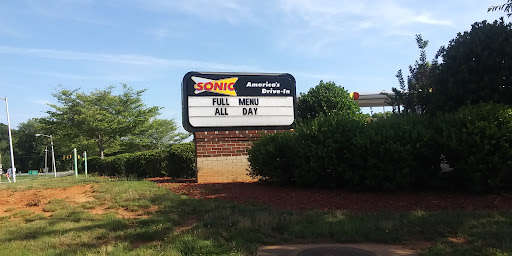 SONIC
America's
Drive-In.
FULL MENU
ALL DAY